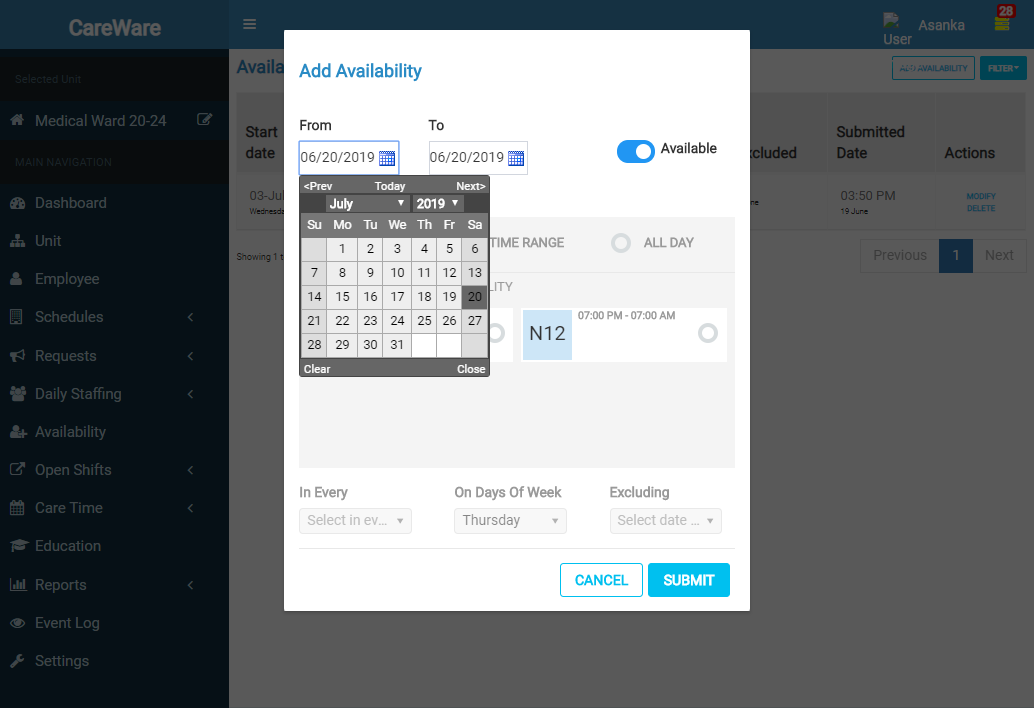 CareWare
User
Asanka
28
Selected Unit
Medical Ward 20-24
MAIN NAVIGATION
Dashboard
Unit
Employee
Schedules
Requests
Daily Staffing
Availability
Open Shifts
Care Time
Education
Reports
Event Log
Settings
Availa
ADD AVAILABILITY
FILTER
Start date
xcluded
Submitted Date
Actions
03-Jul
Wednesda
ne
03:50 PM
19 June
MODIFY
DELETE
Showing 1 t
Previous 1 Next
Add Availability
From To
06/20/2019 06/20/2019
Available
<Prev Today Next>
July 2019
Su Mo Tu We Th Fr Sa
1 2 3 4 5 6
7 8 9 10 11 12 13
14 15 16 17 18 19 20
21 22 23 24 25 26 27
28 29 30 31
Clear Close
TIME RANGE ALL DAY
LITY
N12 07:00 PM - 07:00 AM
In Every On Days Of Week Excluding
Select in ev... Thursday Select date ...
CANCEL SUBMIT